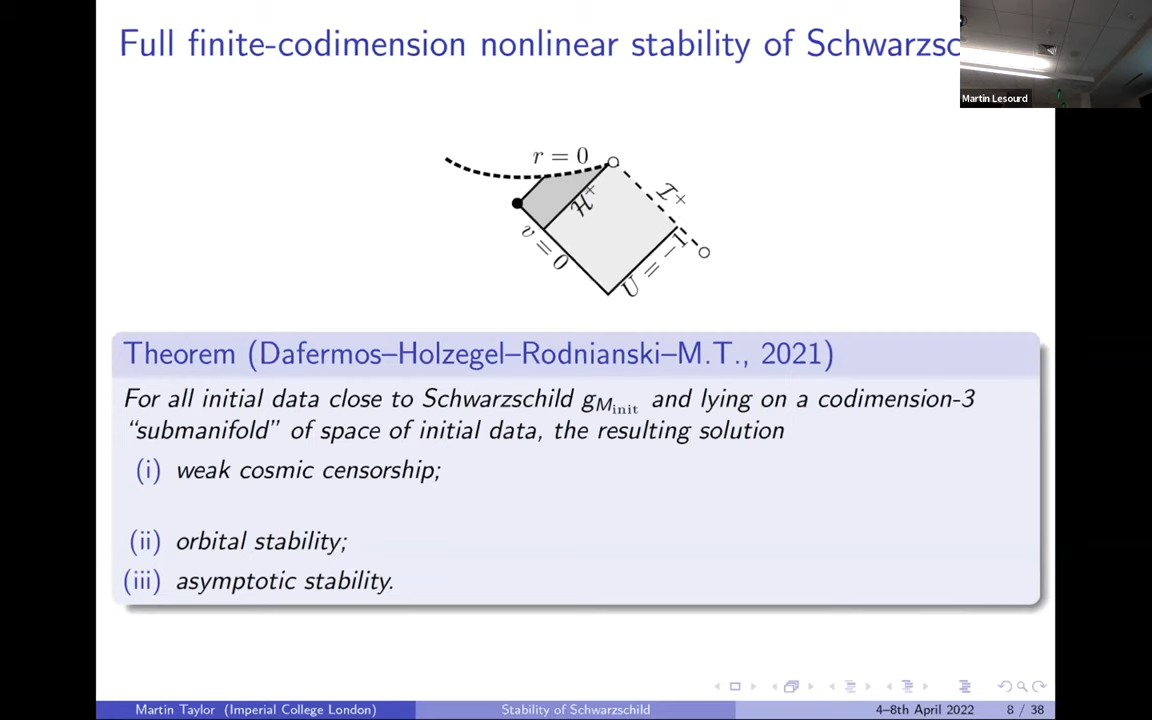 Full finite-codimension nonlinear stability of
Martin Lesourd
r = 0
H⁺
I⁺
v = 0
U = −1
Theorem (Dafermos–Holzegel–Rodnianski–M.T., 2021)
For all initial data close to Schwarzschild g_{M_init} and lying on a codimension-3
“submanifold” of space of initial data, the resulting solution
(i) weak cosmic censorship;
(ii) orbital stability;
(iii) asymptotic stability.
Martin Taylor (Imperial College London) Stability of Schwarzschild 4–8th April 2022 8 / 38